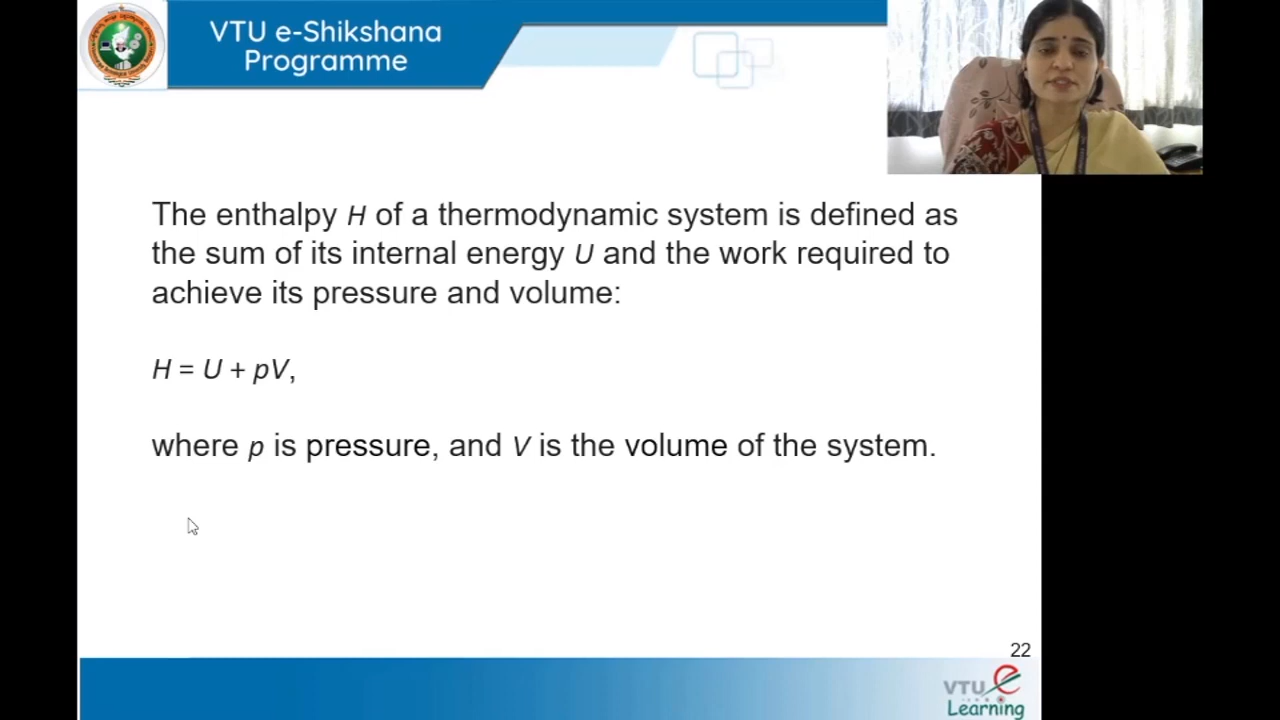 VTU e-Shikshana
Programme
The enthalpy H of a thermodynamic system is defined as
the sum of its internal energy U and the work required to
achieve its pressure and volume:
H = U + pV,
where p is pressure, and V is the volume of the system.
22
VTU e
Learning